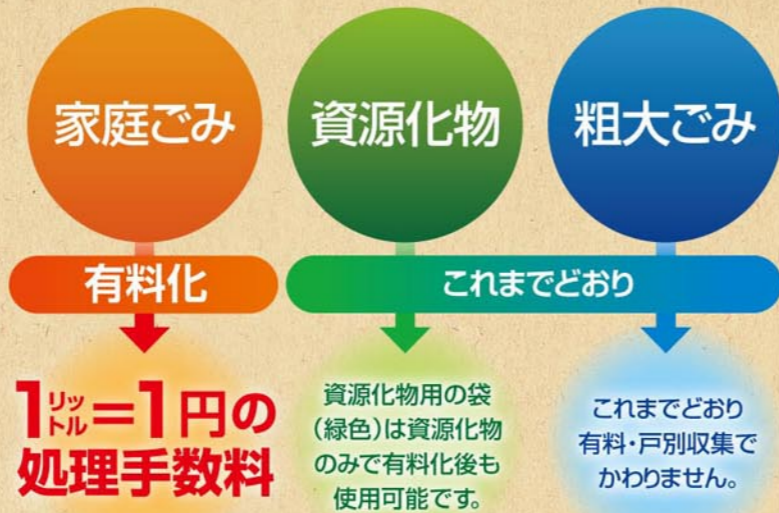 家庭ごみ
資源化物
粗大ごみ
有料化
これまでどおり
1リットル=1円の
処理手数料
資源化物用の袋
(緑色)は資源化物
のみで有料化後も
使用可能です。
これまでどおり
有料・戸別収集で
かわりません。